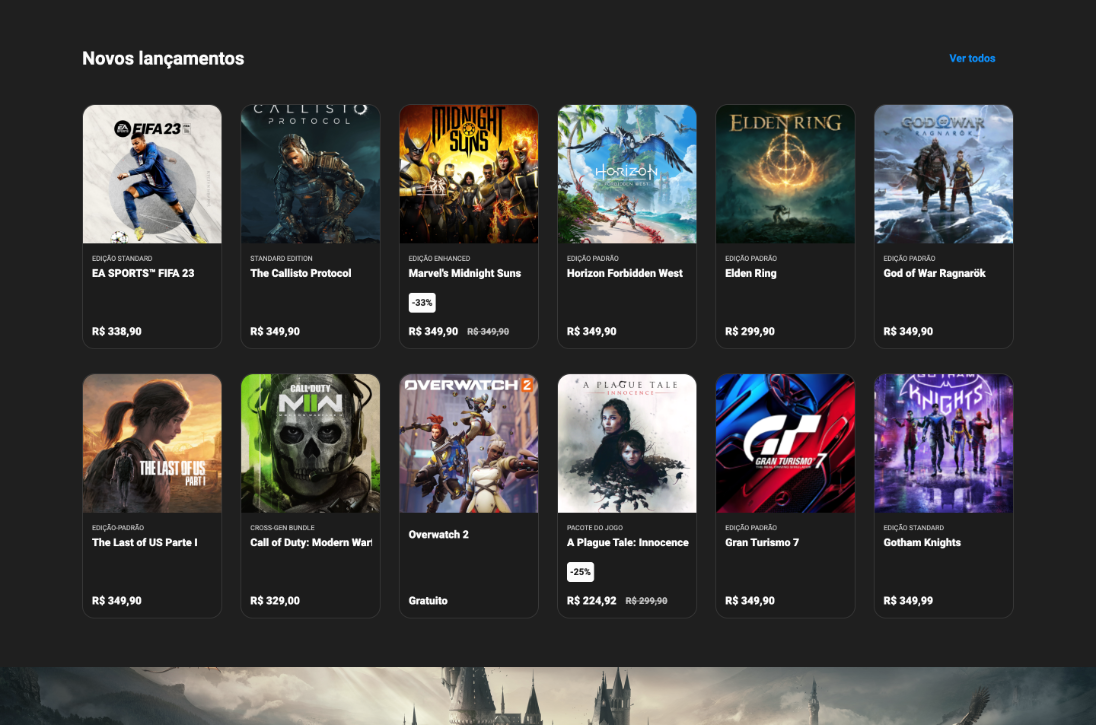 Novos lançamentos
Ver todos
EA FIFA 23
CALLISTO
PROTOCOL
MIDNIGHT
SUNS
HORIZON
FORBIDDEN WEST
ELDEN RING
GOD OF WAR
RAGNARÖK
EDIÇÃO STANDARD
EA SPORTS™ FIFA 23
R$ 338,90
STANDARD EDITION
The Callisto Protocol
R$ 349,90
EDIÇÃO ENHANCED
Marvel's Midnight Suns
-33%
R$ 349,90 R$ 349,90
EDIÇÃO PADRÃO
Horizon Forbidden West
R$ 349,90
EDIÇÃO PADRÃO
Elden Ring
R$ 299,90
EDIÇÃO PADRÃO
God of War Ragnarök
R$ 349,90
THE LAST OF US
PART I
CALL OF DUTY
MWII
OVERWATCH 2
A PLAGUE TALE
INNOCENCE
GT
GRAN TURISMO 7
GOTHAM
KNIGHTS
EDIÇÃO-PADRÃO
The Last of US Parte I
R$ 349,90
CROSS-GEN BUNDLE
Call of Duty: Modern War
R$ 329,00
Overwatch 2
Gratuito
PACOTE DO JOGO
A Plague Tale: Innocence
-25%
R$ 224,92 R$ 299,90
EDIÇÃO PADRÃO
Gran Turismo 7
R$ 349,90
EDIÇÃO STANDARD
Gotham Knights
R$ 349,99